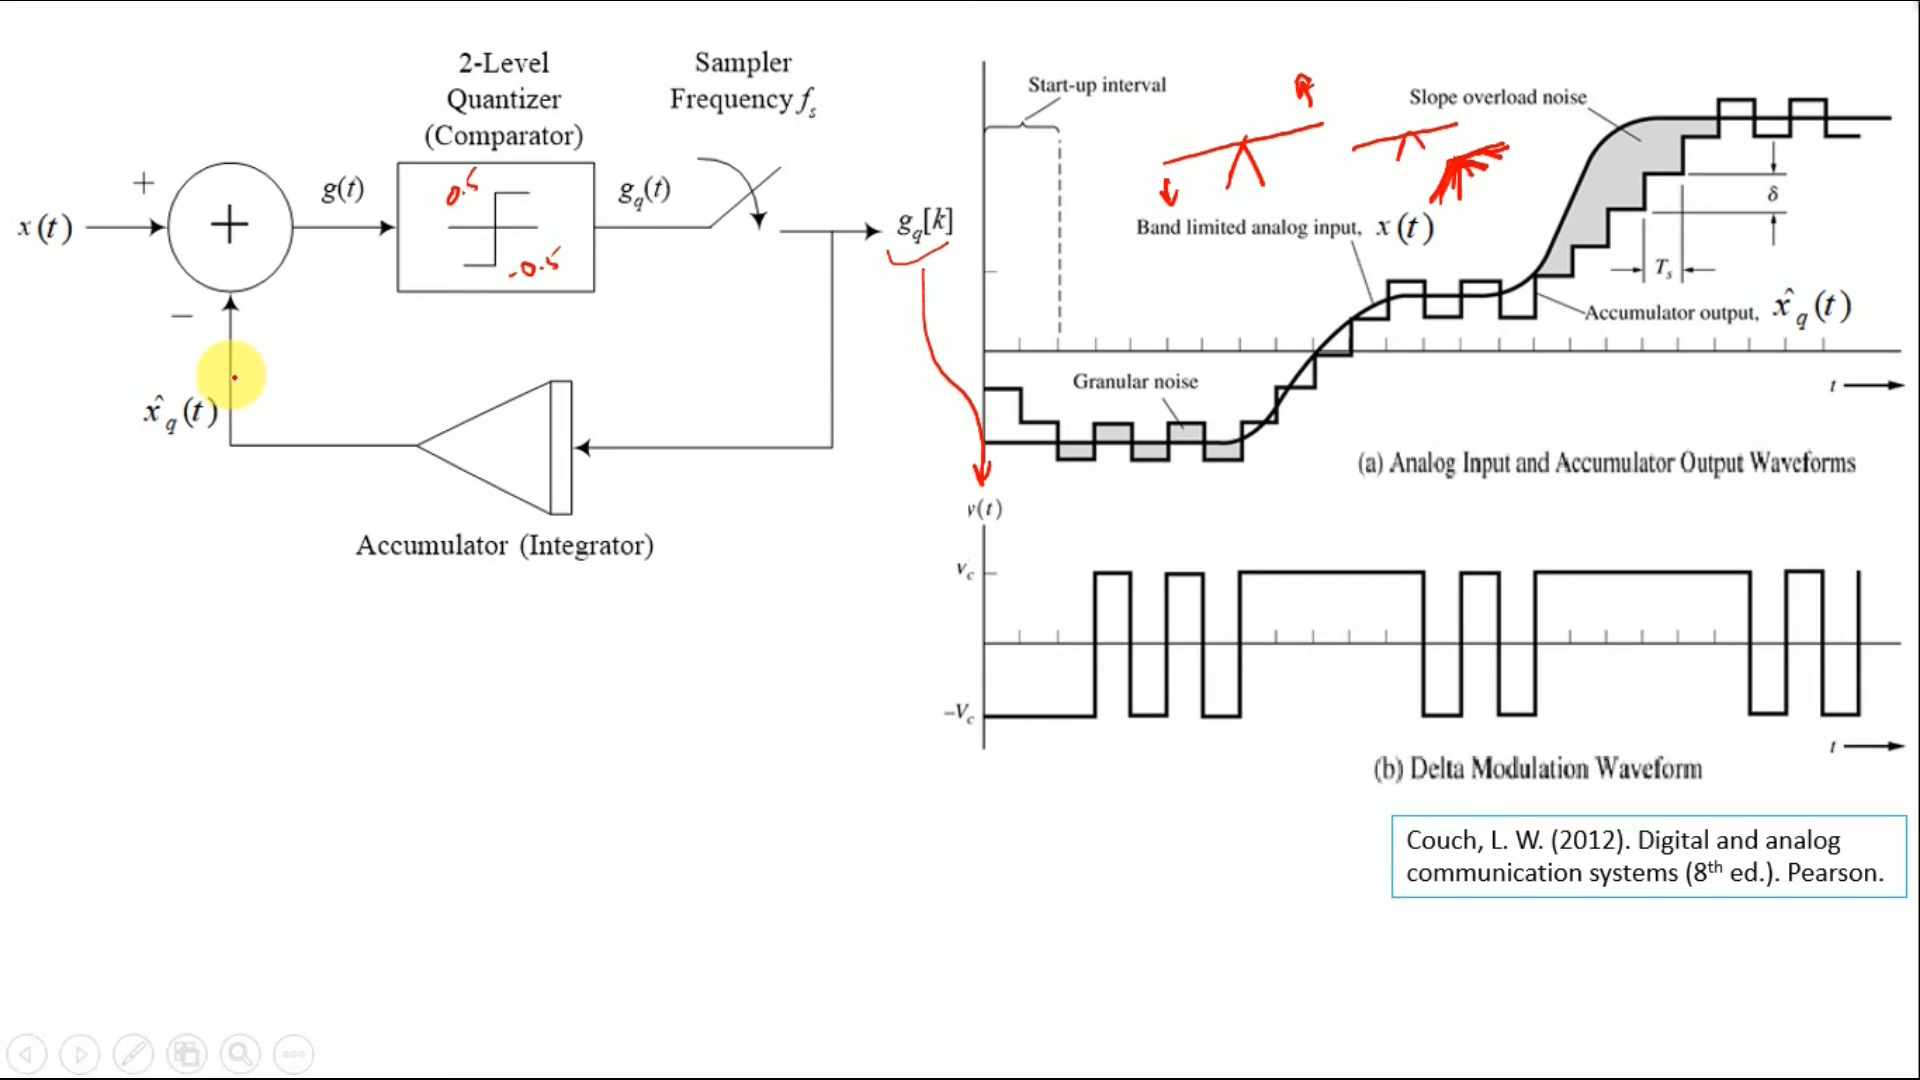 2-Level
Quantizer
(Comparator)
Sampler
Frequency fs
+
x(t)
+
g(t)
0.5
-0.5
gq(t)
gq[k]
−
x̂q(t)
Accumulator (Integrator)
Start-up interval
Slope overload noise
Band limited analog input, x(t)
δ
Ts
Accumulator output, x̂q(t)
Granular noise
t
(a) Analog Input and Accumulator Output Waveforms
y(t)
Vc
–Vc
t
(b) Delta Modulation Waveform
Couch, L. W. (2012). Digital and analog
communication systems (8th ed.). Pearson.